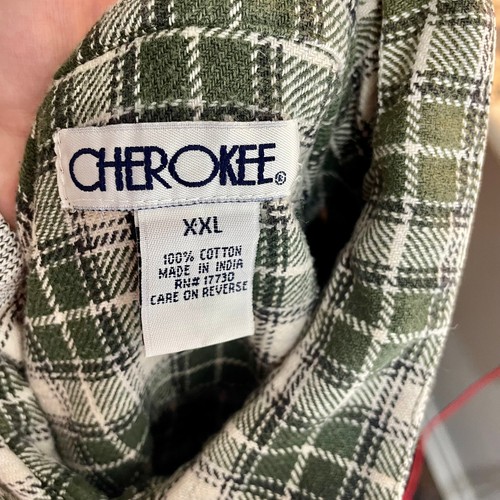 CHEROKEE®
XXL
100% COTTON
MADE IN INDIA
RN# 17730
CARE ON REVERSE